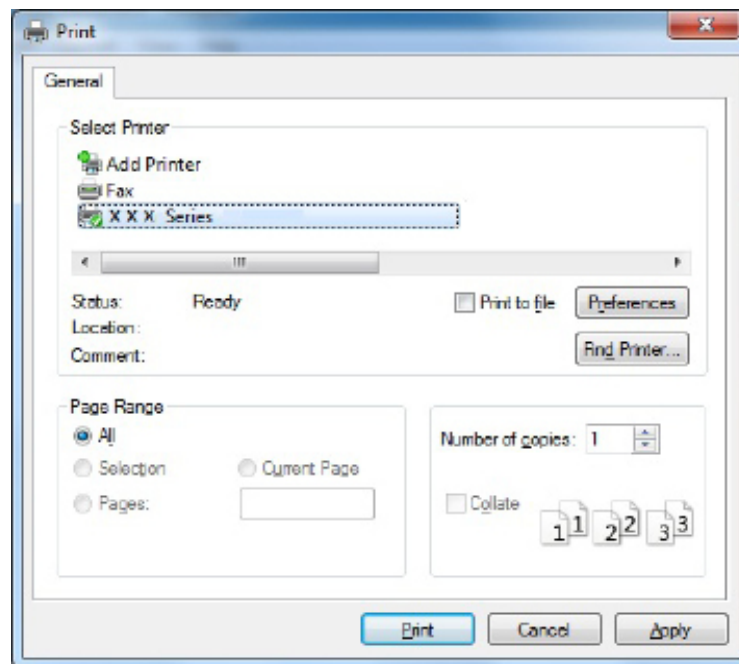 Print
General
Select Printer
Add Printer
Fax
X X X Series
Status: Ready
Print to file
Preferences
Location:
Comment:
Find Printer...
Page Range
All
Selection
Current Page
Pages:
Number of copies: 1
Collate
1 1 2 2 3 3
Print
Cancel
Apply